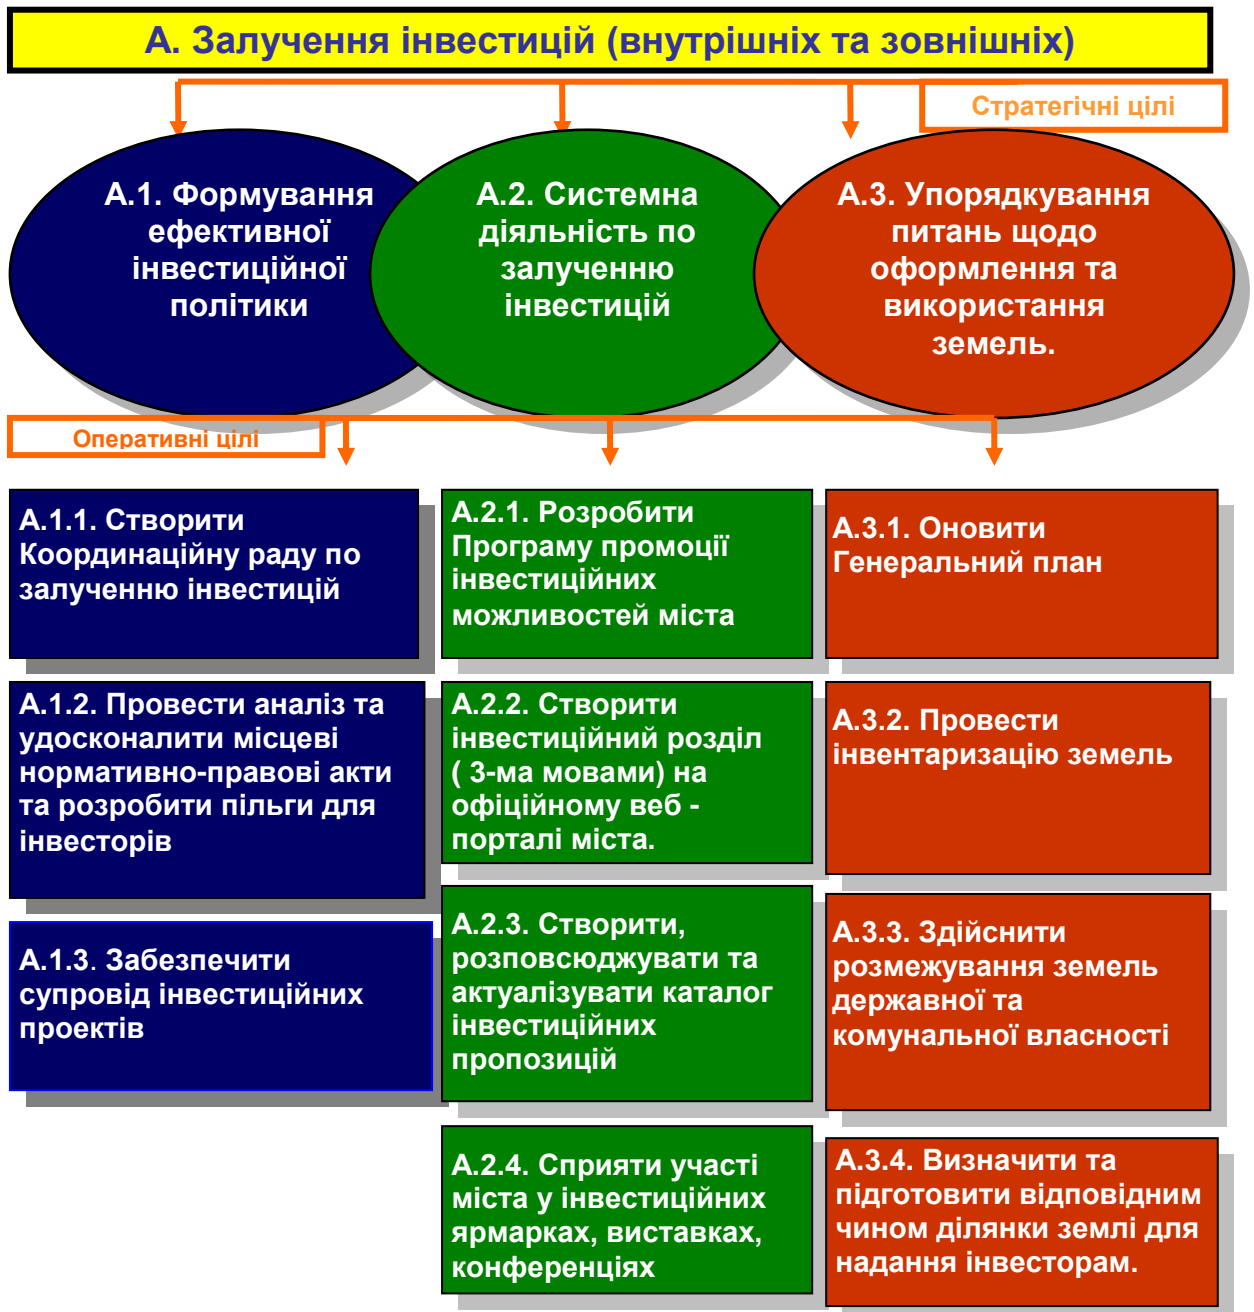 А. Залучення інвестицій (внутрішніх та зовнішніх)
Стратегічні цілі
А.1. Формування
ефективної
інвестиційної
політики
А.2. Системна
діяльність по
залученню
інвестицій
А.3. Упорядкування
питань щодо
оформлення та
використання
земель.
Оперативні цілі
А.1.1. Створити
Координаційну раду по
залученню інвестицій
А.1.2. Провести аналіз та
удосконалити місцеві
нормативно-правові акти
та розробити пільги для
інвесторів
А.1.3. Забезпечити
супровід інвестиційних
проектів
А.2.1. Розробити
Програму промоції
інвестиційних
можливостей міста
А.2.2. Створити
інвестиційний розділ
( 3-ма мовами) на
офіційному веб -
порталі міста.
А.2.3. Створити,
розповсюджувати та
актуалізувати каталог
інвестиційних
пропозицій
А.2.4. Сприяти участі
міста у інвестиційних
ярмарках, виставках,
конференціях
А.3.1. Оновити
Генеральний план
А.3.2. Провести
інвентаризацію земель
А.3.3. Здійснити
розмежування земель
державної та
комунальної власності
А.3.4. Визначити та
підготовити відповідним
чином ділянки землі для
надання інвесторам.